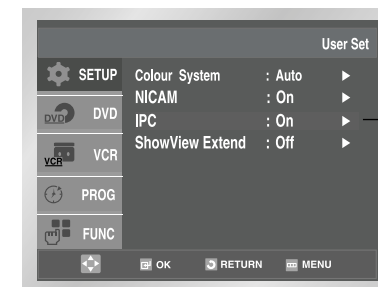 User Set
SETUP
DVD DVD
VCR VCR
PROG
FUNC
Colour System : Auto
NICAM : On
IPC : On
ShowView Extend : Off
OK RETURN MENU